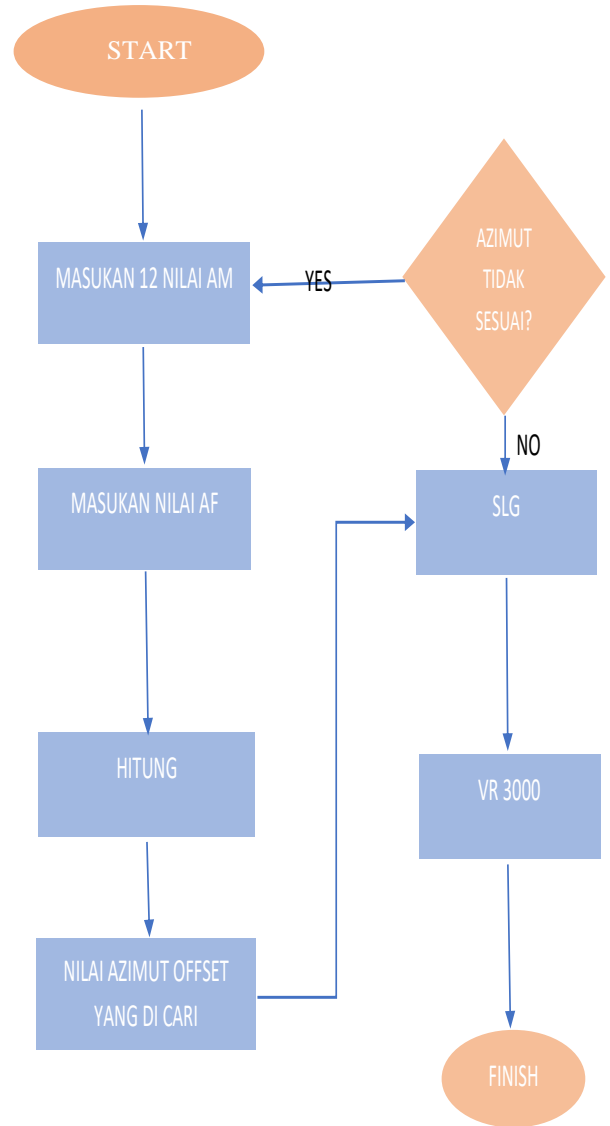 START
MASUKAN 12 NILAI AM
YES
AZIMUT
TIDAK
SESUAI?
NO
MASUKAN NILAI AF
SLG
HITUNG
VR 3000
NILAI AZIMUT OFFSET
YANG DI CARI
FINISH